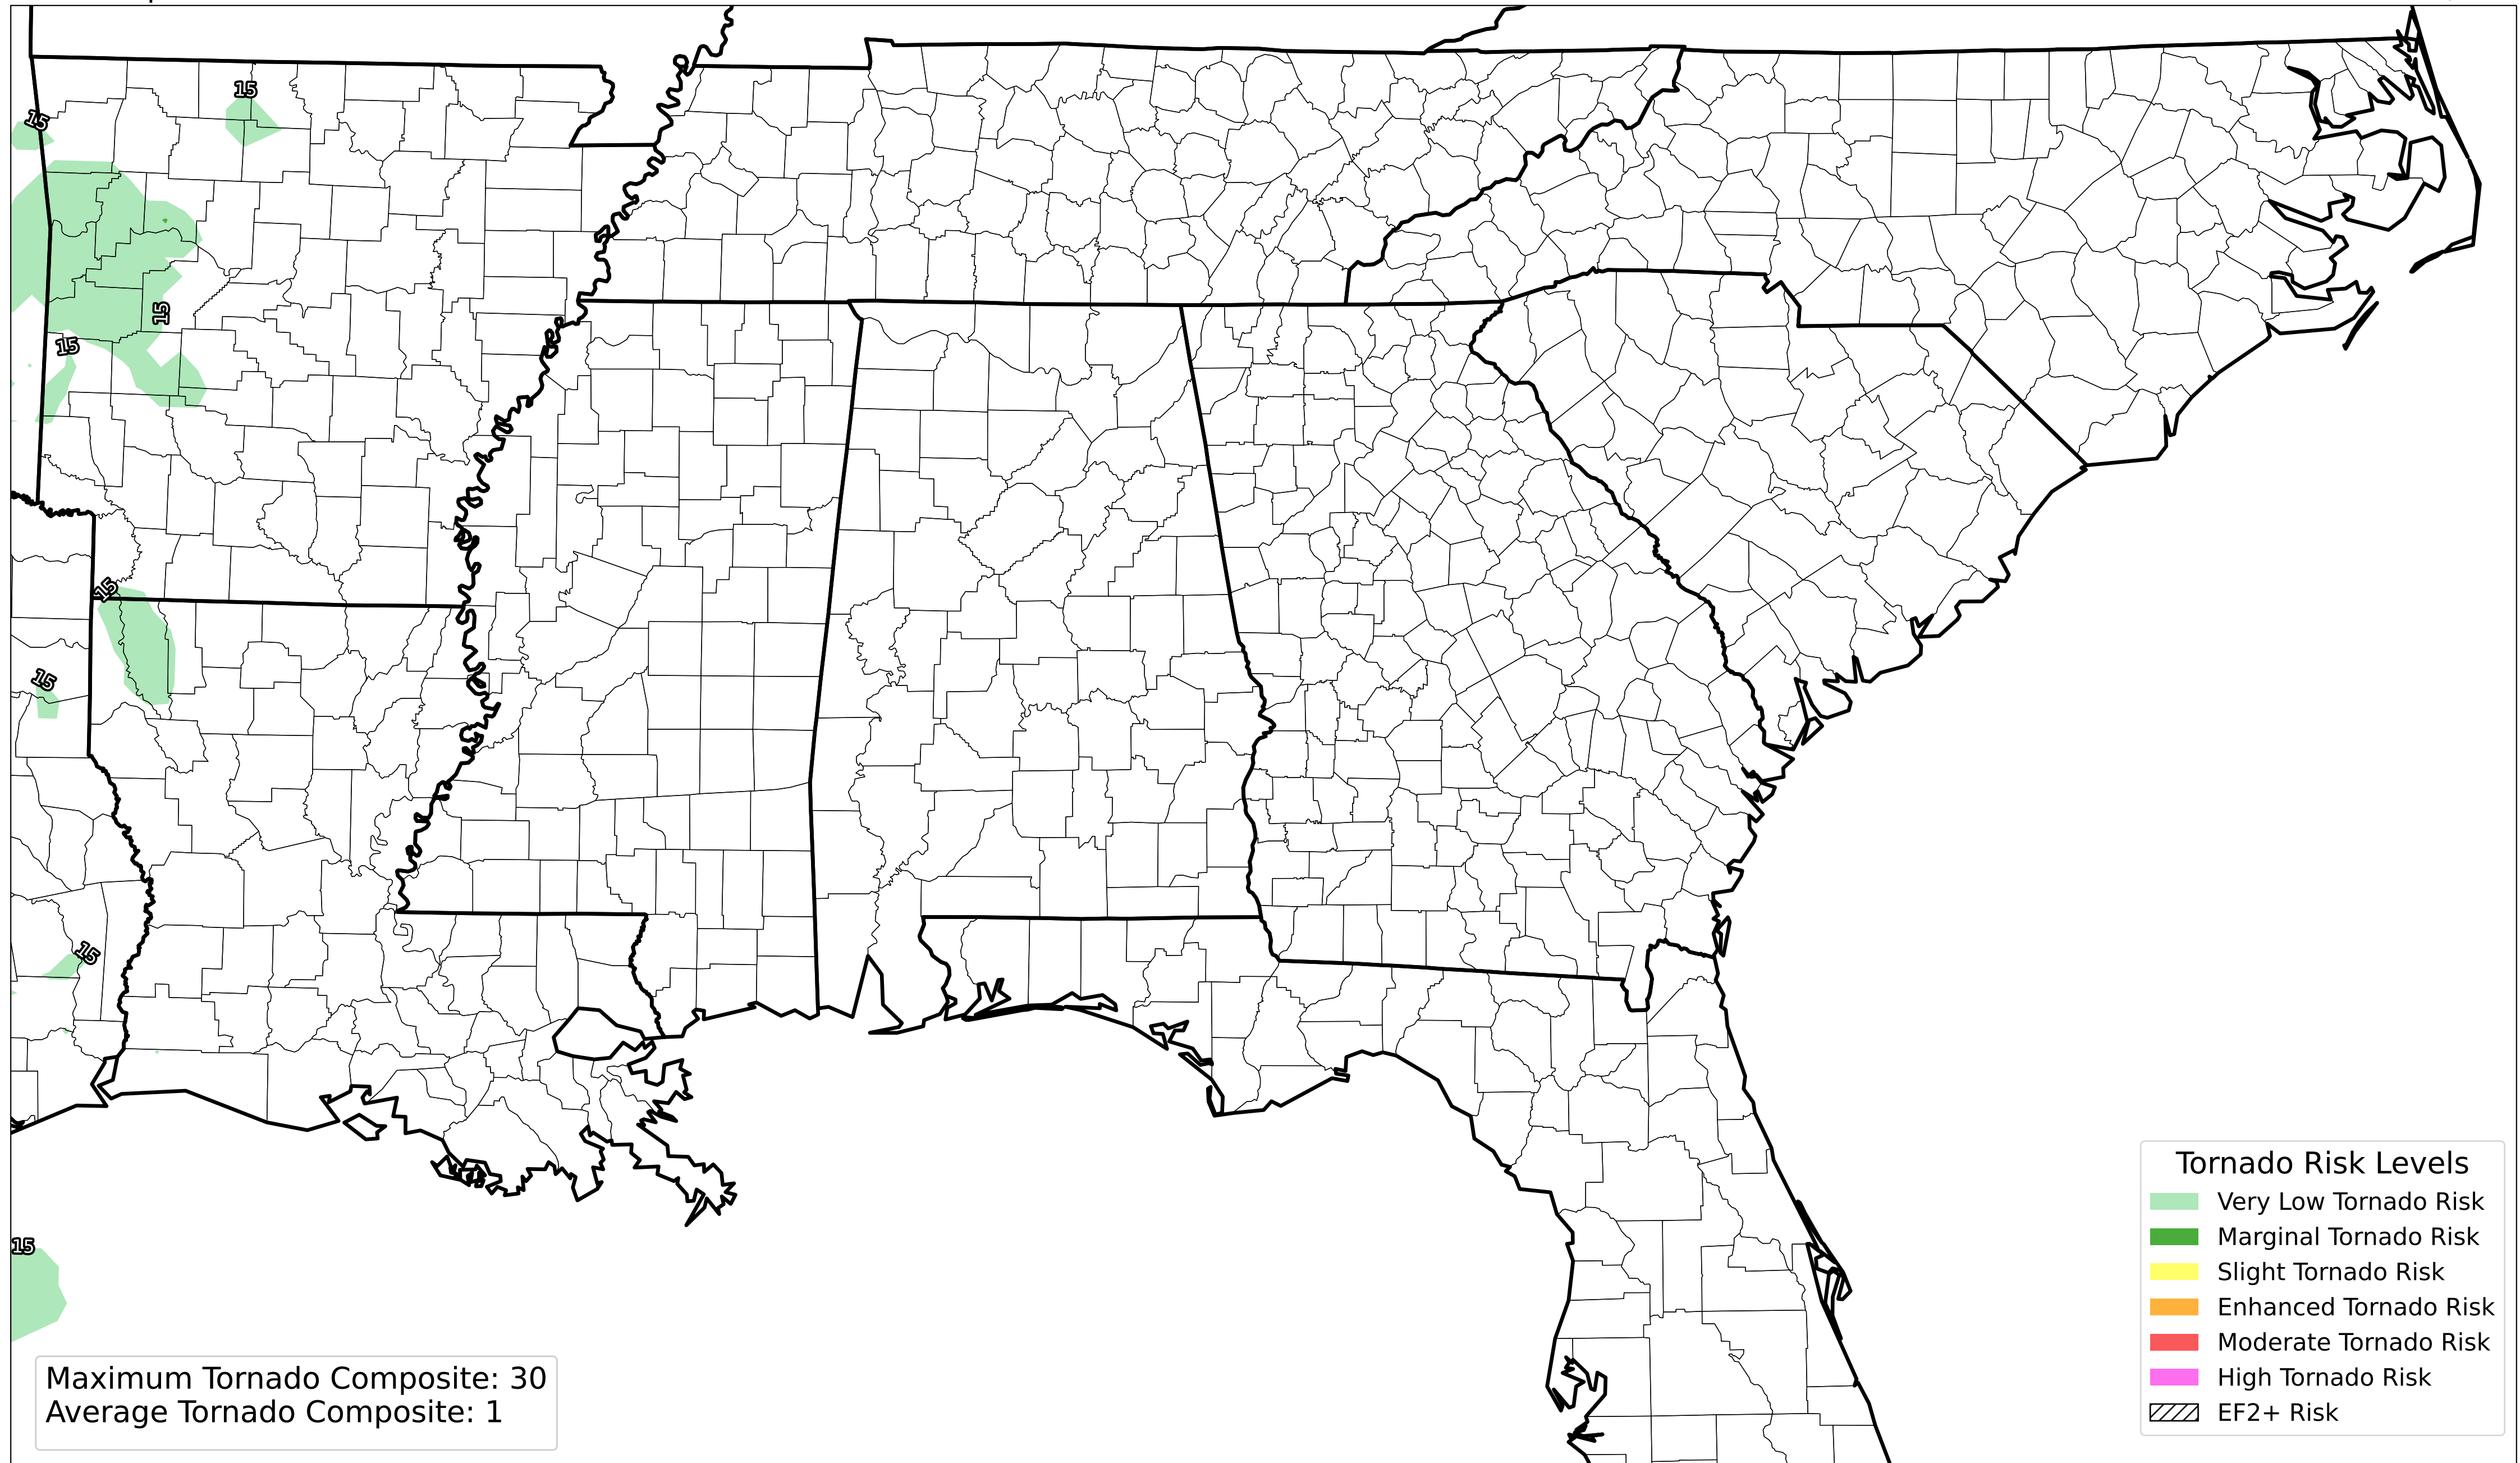 15
15
15
15
15
15
15
15
Maximum Tornado Composite: 30
Average Tornado Composite: 1
Tornado Risk Levels
Very Low Tornado Risk
Marginal Tornado Risk
Slight Tornado Risk
Enhanced Tornado Risk
Moderate Tornado Risk
High Tornado Risk
EF2+ Risk